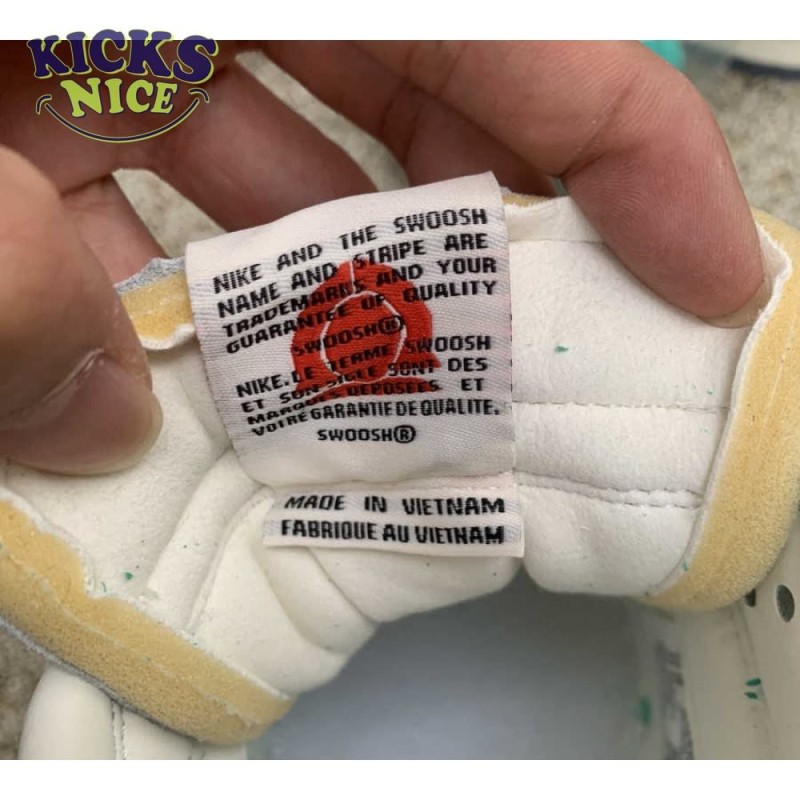 KICKS
NICE
NIKE AND THE SWOOSH
NAME AND STRIPE ARE
TRADEMARKS AND YOUR
GUARANTEE OF QUALITY
SWOOSH®
NIKE. LE TERME SWOOSH
ET SON SIGLE SONT DES
MARQUES DEPOSEES ET
VOTRE GARANTIE DE QUALITE.
SWOOSH®
MADE IN VIETNAM
FABRIQUE AU VIETNAM